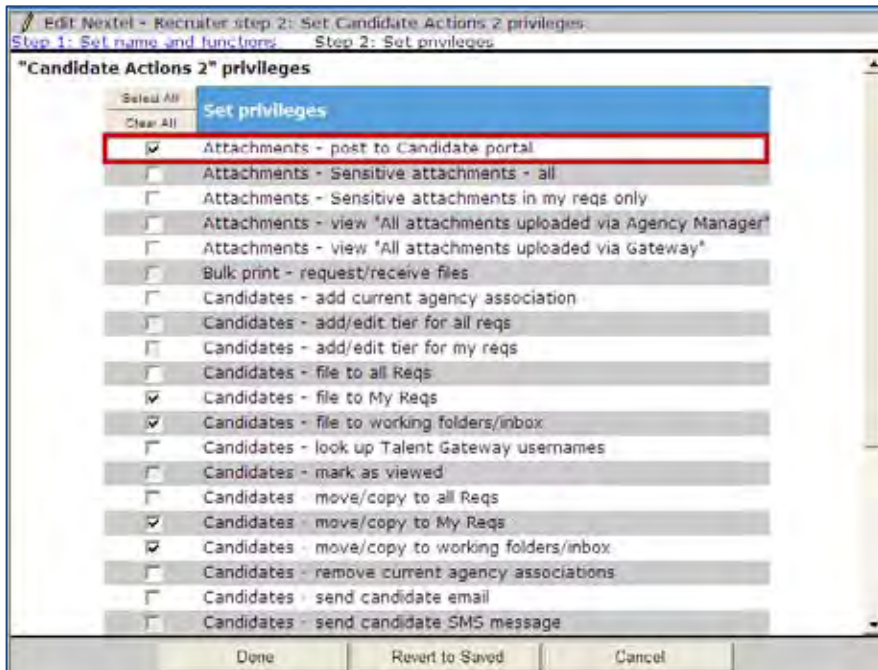 Edit Nextel - Recruiter step 2: Set Candidate Actions 2 privileges
Step 1: Set name and functions Step 2: Set privileges
"Candidate Actions 2" privileges
Select All
Clear All
Set privileges
Attachments - post to Candidate portal
Attachments - Sensitive attachments - all
Attachments - Sensitive attachments in my reqs only
Attachments - view "All attachments uploaded via Agency Manager"
Attachments - view "All attachments uploaded via Gateway"
Bulk print - request/receive files
Candidates - add current agency association
Candidates - add/edit tier for all reqs
Candidates - add/edit tier for my reqs
Candidates - file to all Reqs
Candidates - file to My Reqs
Candidates - file to working folders/inbox
Candidates - look up Talent Gateway usernames
Candidates - mark as viewed
Candidates - move/copy to all Reqs
Candidates - move/copy to My Reqs
Candidates - move/copy to working folders/inbox
Candidates - remove current agency associations
Candidates - send candidate email
Candidates - send candidate SMS message
Done Revert to Saved Cancel